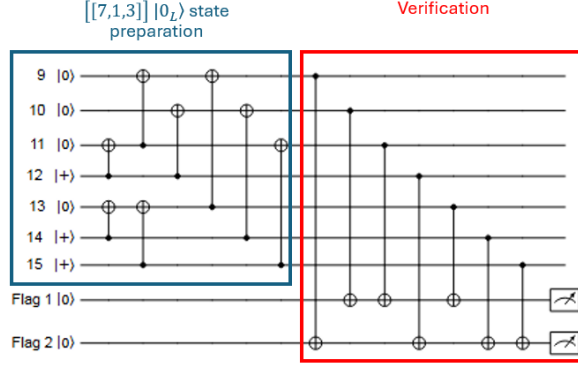 [[7,1,3]] |0_L⟩ state
preparation
Verification
9 |0⟩
10 |0⟩
11 |0⟩
12 |+⟩
13 |0⟩
14 |+⟩
15 |+⟩
Flag 1 |0⟩
Flag 2 |0⟩